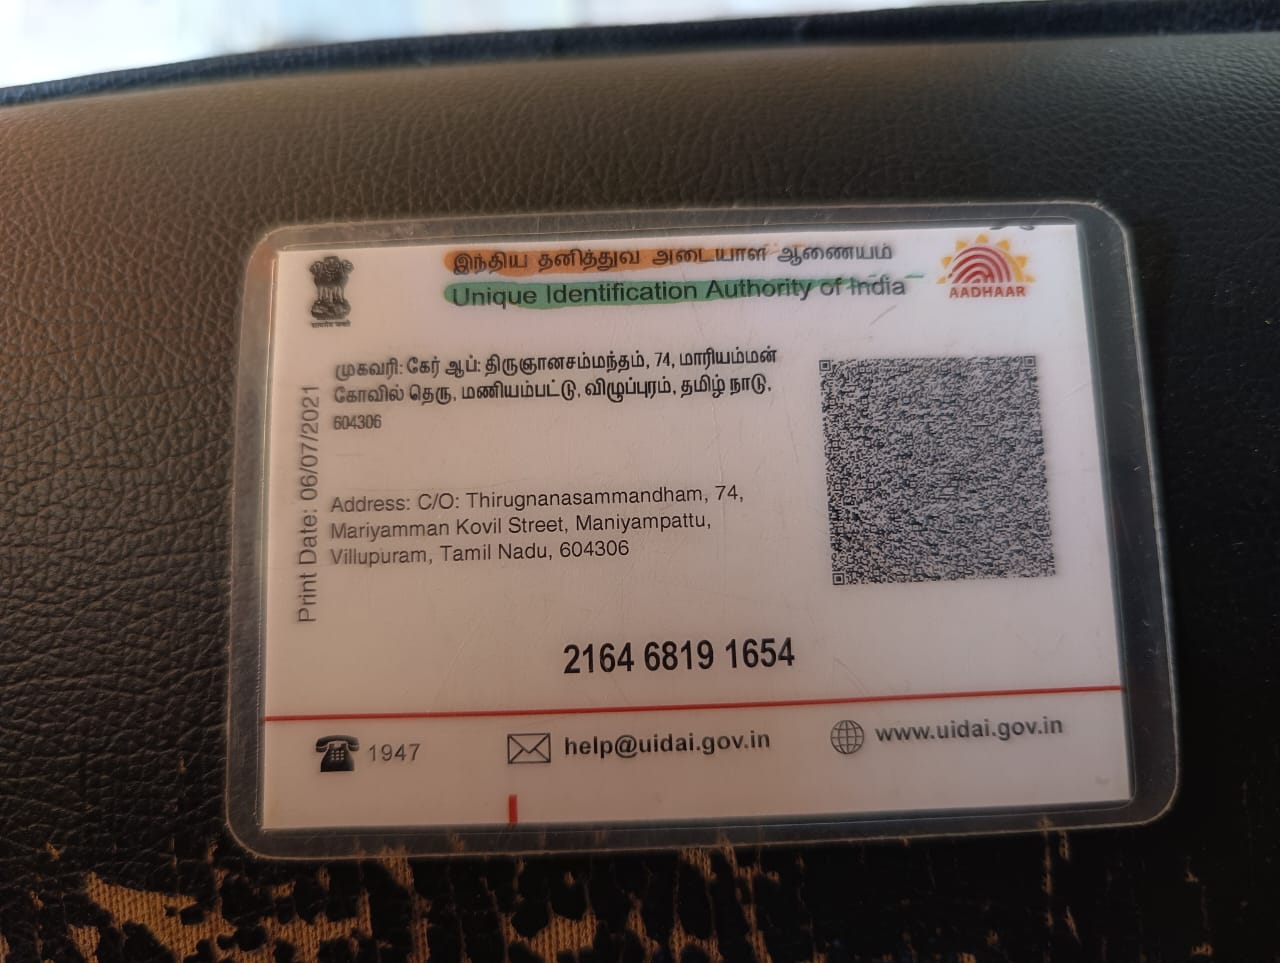 இந்திய தனித்துவ அடையாள ஆணையம்
Unique Identification Authority of India
AADHAAR
முகவரி: கேர் ஆப்: திருஞானசம்மந்தம், 74, மாரியம்மன்
கோவில் தெரு, மணியம்பட்டு, விழுப்புரம், தமிழ் நாடு,
604306
Print Date: 06/07/2021
Address: C/O: Thirugnanasammandham, 74,
Mariyamman Kovil Street, Maniyampattu,
Villupuram, Tamil Nadu, 604306
2164 6819 1654
1947
help@uidai.gov.in
www.uidai.gov.in